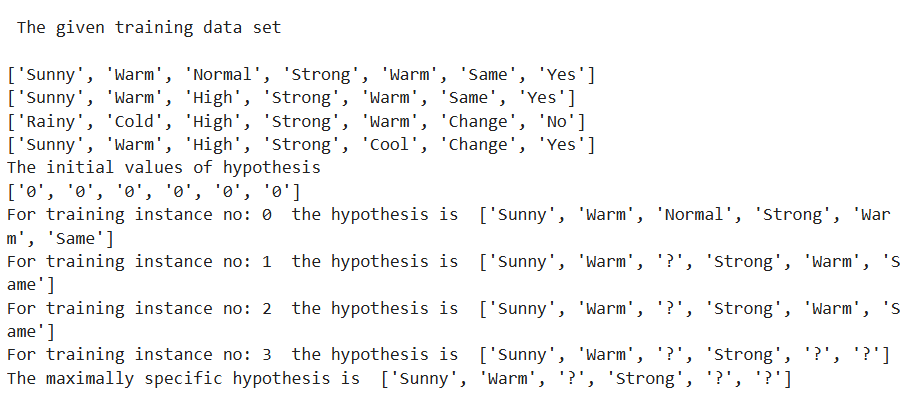 The given training data set
['Sunny', 'Warm', 'Normal', 'Strong', 'Warm', 'Same', 'Yes']
['Sunny', 'Warm', 'High', 'Strong', 'Warm', 'Same', 'Yes']
['Rainy', 'Cold', 'High', 'Strong', 'Warm', 'Change', 'No']
['Sunny', 'Warm', 'High', 'Strong', 'Cool', 'Change', 'Yes']
The initial values of hypothesis
['0', '0', '0', '0', '0', '0']
For training instance no: 0  the hypothesis is  ['Sunny', 'Warm', 'Normal', 'Strong', 'War
m', 'Same']
For training instance no: 1  the hypothesis is  ['Sunny', 'Warm', '?', 'Strong', 'Warm', 'S
ame']
For training instance no: 2  the hypothesis is  ['Sunny', 'Warm', '?', 'Strong', 'Warm', 'S
ame']
For training instance no: 3  the hypothesis is  ['Sunny', 'Warm', '?', 'Strong', '?', '?']
The maximally specific hypothesis is  ['Sunny', 'Warm', '?', 'Strong', '?', '?']